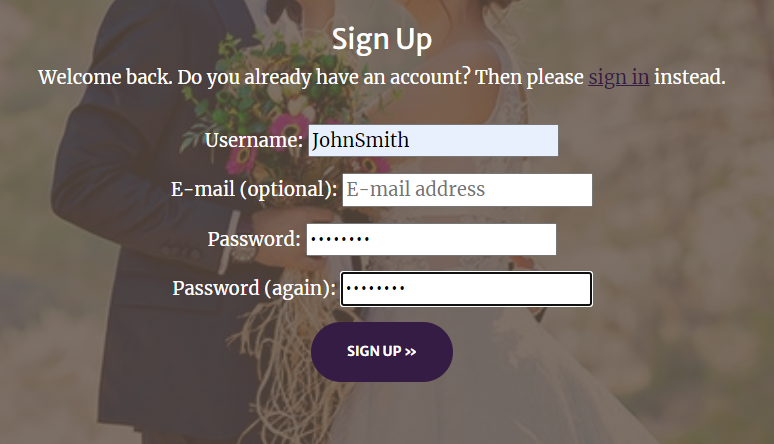 Sign Up
Welcome back. Do you already have an account? Then please sign in instead.
Username: JohnSmith
E-mail (optional): E-mail address
Password: ••••••••
Password (again): ••••••••
SIGN UP »